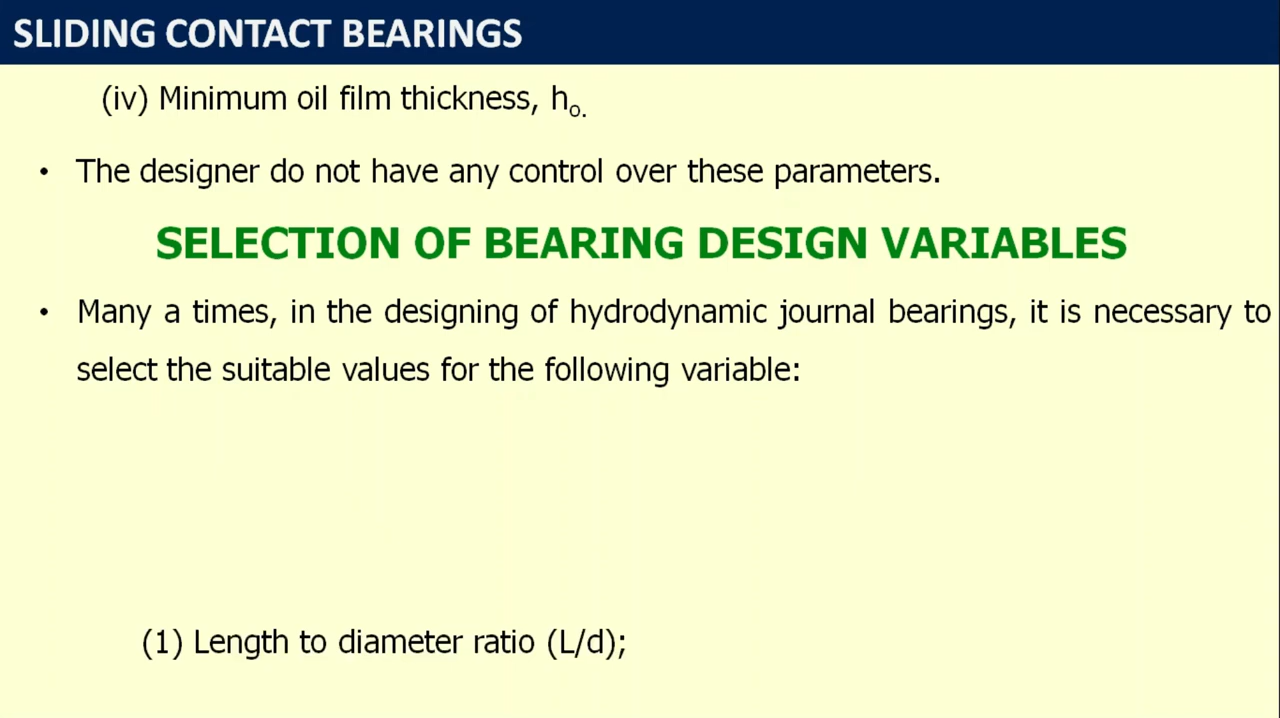 SLIDING CONTACT BEARINGS
(iv) Minimum oil film thickness, ho.
• The designer do not have any control over these parameters.
SELECTION OF BEARING DESIGN VARIABLES
• Many a times, in the designing of hydrodynamic journal bearings, it is necessary to
select the suitable values for the following variable:
(1) Length to diameter ratio (L/d);